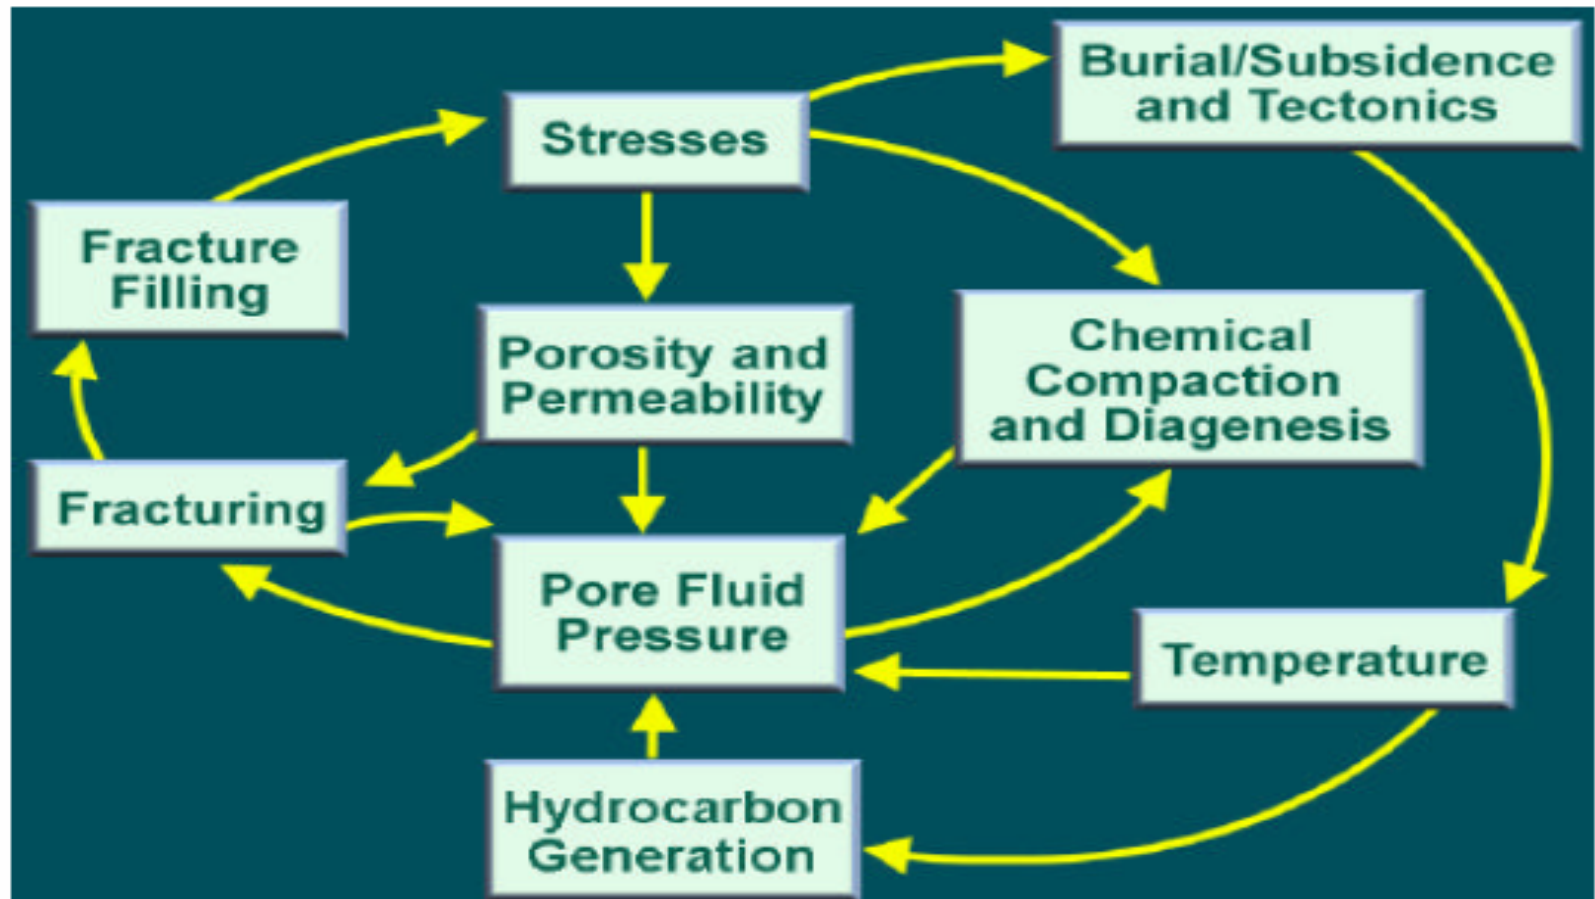 Burial/Subsidence
and Tectonics
Stresses
Fracture
Filling
Porosity and
Permeability
Chemical
Compaction
and Diagenesis
Fracturing
Pore Fluid
Pressure
Temperature
Hydrocarbon
Generation